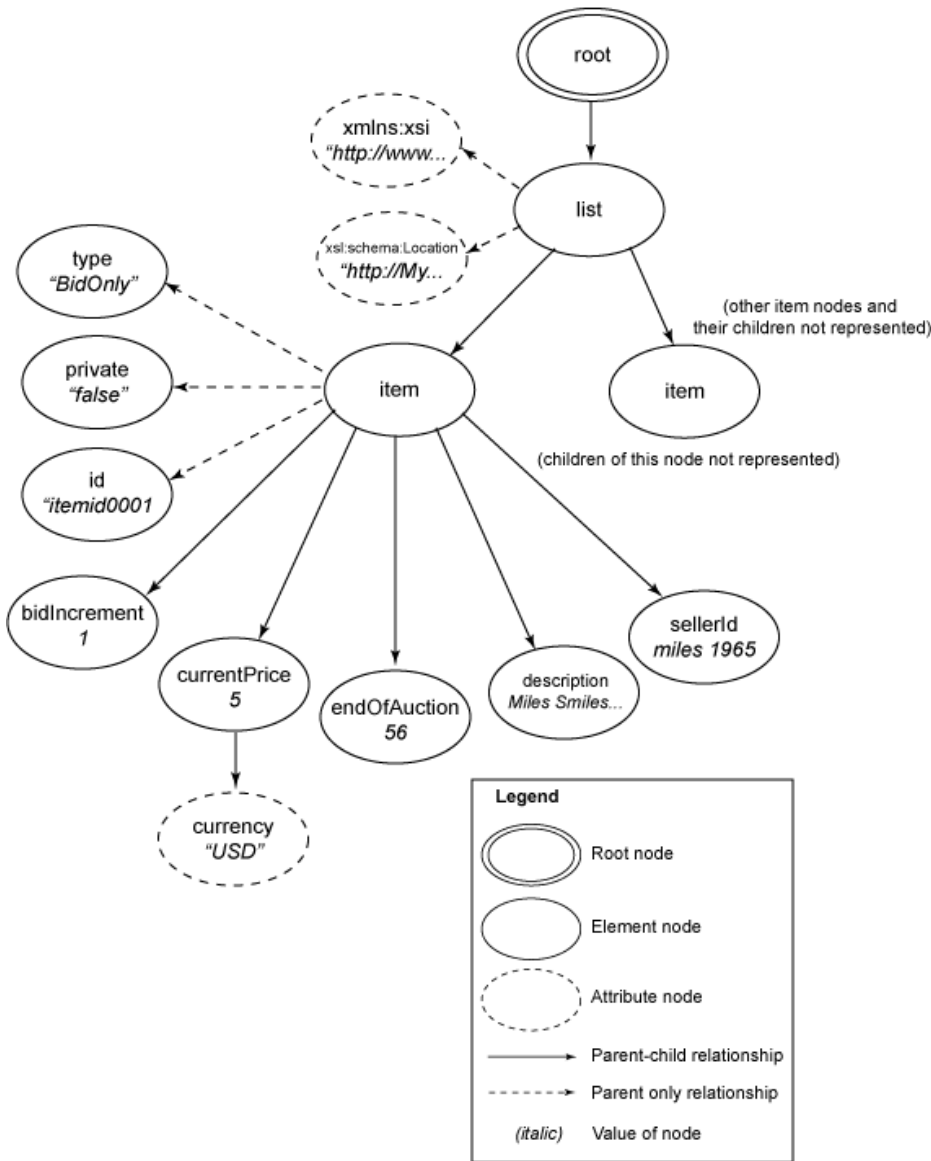 root
xmlns:xsi
“http://www...
list
xsl:schema:Location
“http://My...
type
“BidOnly”
(other item nodes and
their children not represented)
private
“false”
item
item
(children of this node not represented)
id
“itemid0001
bidIncrement
1
sellerId
miles 1965
currentPrice
5
description
Miles Smiles...
endOfAuction
56
currency
“USD”
Legend
Root node
Element node
Attribute node
Parent-child relationship
Parent only relationship
(italic) Value of node